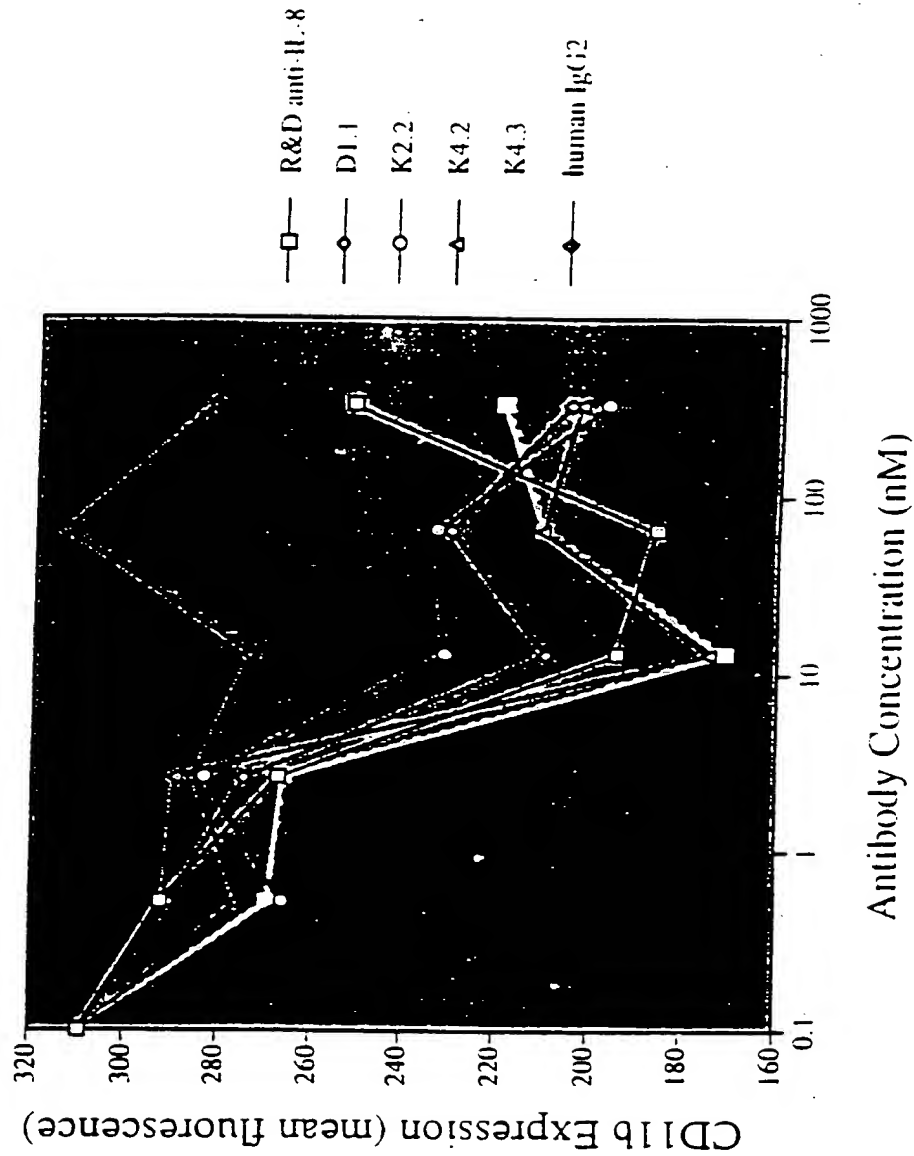 CD11b Expression (mean fluorescence)
320
300
280
260
240
220
200
180
160
0.1
1
10
100
1000
Antibody Concentration (nM)
R&D anti-IL-8
D1.1
K2.2
K4.2
K4.3
human IgG2